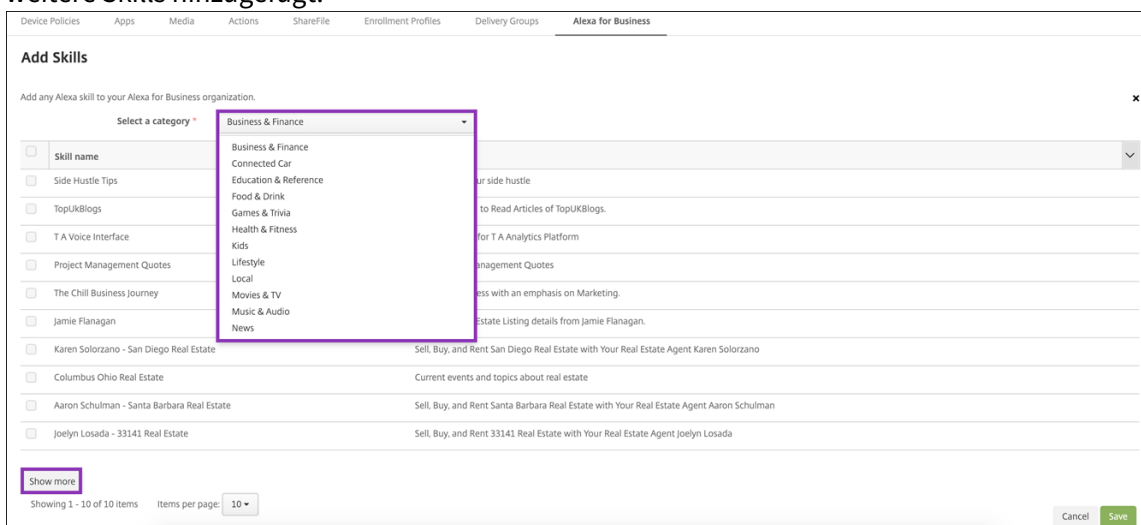 weitere Skills hinzugefügt.
Device Policies Apps Media Actions ShareFile Enrollment Profiles Delivery Groups Alexa for Business
Add Skills
Add any Alexa skill to your Alexa for Business organization.
Select a category * Business & Finance
Business & Finance
Connected Car
Education & Reference
Food & Drink
Games & Trivia
Health & Fitness
Kids
Lifestyle
Local
Movies & TV
Music & Audio
News
Skill name
Side Hustle Tips ur side hustle
TopUkBlogs to Read Articles of TopUKBlogs.
T A Voice Interface for T A Analytics Platform
Project Management Quotes anagement Quotes
The Chill Business Journey ess with an emphasis on Marketing.
Jamie Flanagan Estate Listing details from Jamie Flanagan.
Karen Solorzano - San Diego Real Estate Sell, Buy, and Rent San Diego Real Estate with Your Real Estate Agent Karen Solorzano
Columbus Ohio Real Estate Current events and topics about real estate
Aaron Schulman - Santa Barbara Real Estate Sell, Buy, and Rent Santa Barbara Real Estate with Your Real Estate Agent Aaron Schulman
Joelyn Losada - 33141 Real Estate Sell, Buy, and Rent 33141 Real Estate with Your Real Estate Agent Joelyn Losada
Show more
Showing 1 - 10 of 10 items Items per page: 10
Cancel Save